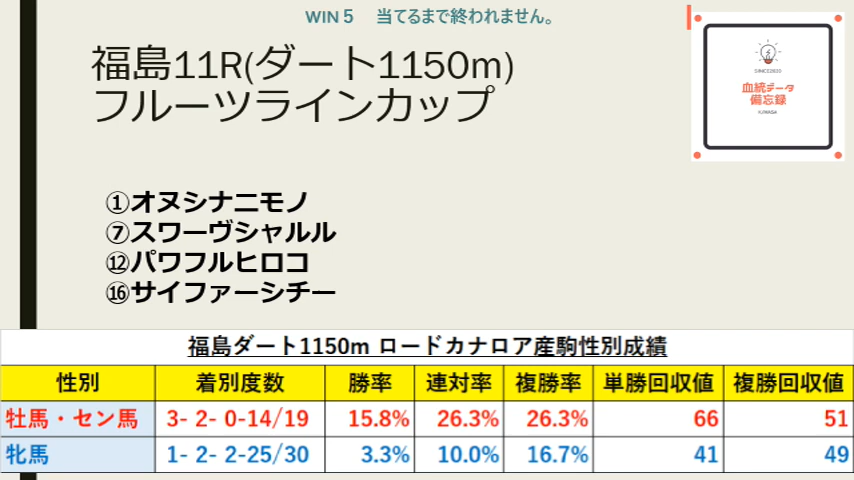 WIN５　当てるまで終われません。
福島11R(ダート1150m)
フルーツラインカップ
血統データ
備忘録
①オヌシナニモノ
⑦スワーヴシャルル
⑫パワフルヒロコ
⑯サイファーシチー
福島ダート1150m ロードカナロア産駒性別成績
性別 着別度数 勝率 連対率 複勝率 単勝回収値 複勝回収値
牡馬・セン馬 3- 2- 0-14/19 15.8% 26.3% 26.3% 66 51
牝馬 1- 2- 2-25/30 3.3% 10.0% 16.7% 41 49